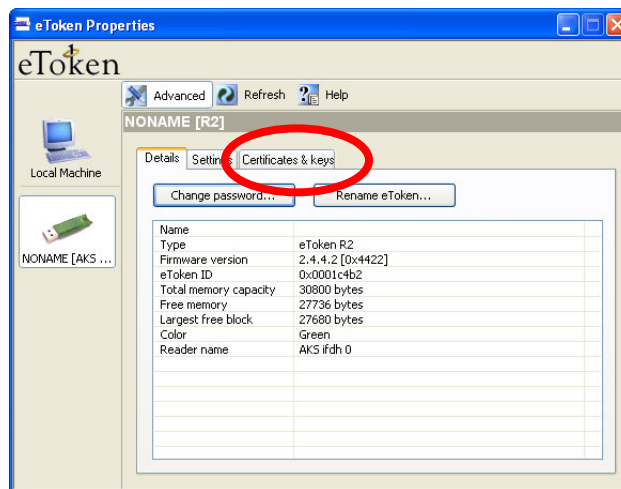 eToken Properties
eToken
Advanced Refresh Help
NONAME [R2]
Details Settings Certificates & keys
Local Machine
Change password... Rename eToken...
NONAME [AKS ...
Name
Type eToken R2
Firmware version 2.4.4.2 [0x4422]
eToken ID 0x0001c4b2
Total memory capacity 30800 bytes
Free memory 27736 bytes
Largest free block 27680 bytes
Color Green
Reader name AKS ifdh 0